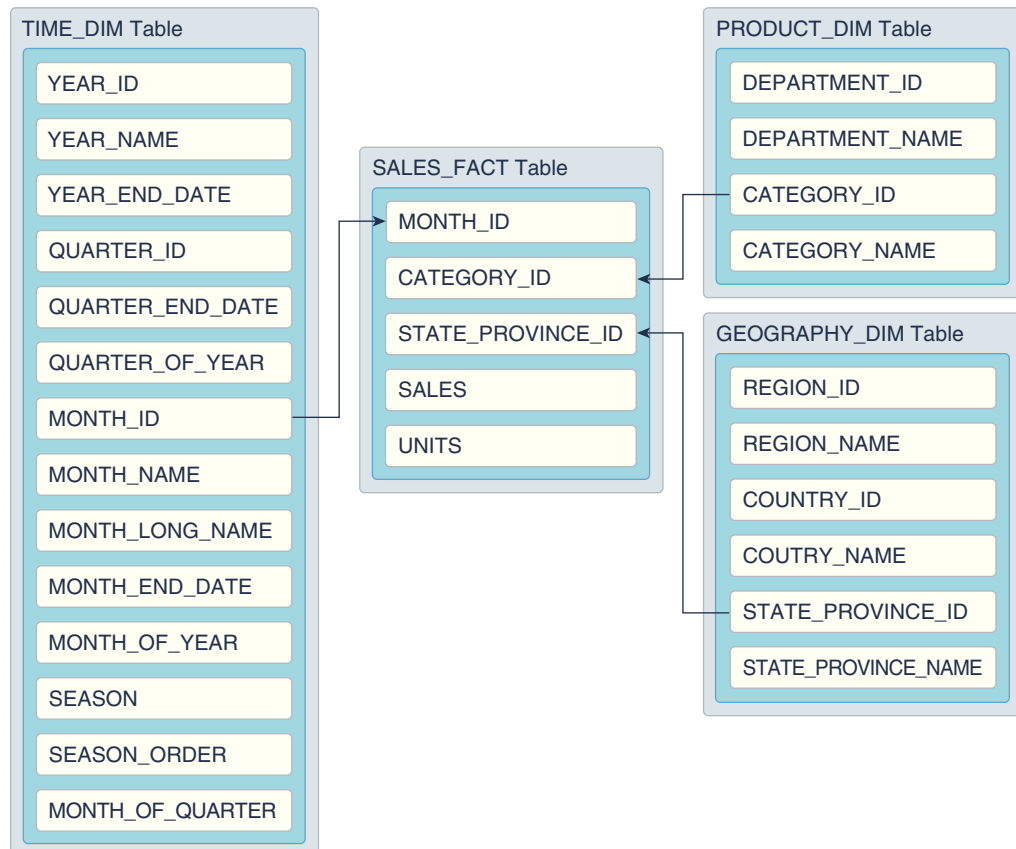 TIME_DIM Table
YEAR_ID
YEAR_NAME
YEAR_END_DATE
QUARTER_ID
QUARTER_END_DATE
QUARTER_OF_YEAR
MONTH_ID
MONTH_NAME
MONTH_LONG_NAME
MONTH_END_DATE
MONTH_OF_YEAR
SEASON
SEASON_ORDER
MONTH_OF_QUARTER
SALES_FACT Table
MONTH_ID
CATEGORY_ID
STATE_PROVINCE_ID
SALES
UNITS
PRODUCT_DIM Table
DEPARTMENT_ID
DEPARTMENT_NAME
CATEGORY_ID
CATEGORY_NAME
GEOGRAPHY_DIM Table
REGION_ID
REGION_NAME
COUNTRY_ID
COUTRY_NAME
STATE_PROVINCE_ID
STATE_PROVINCE_NAME